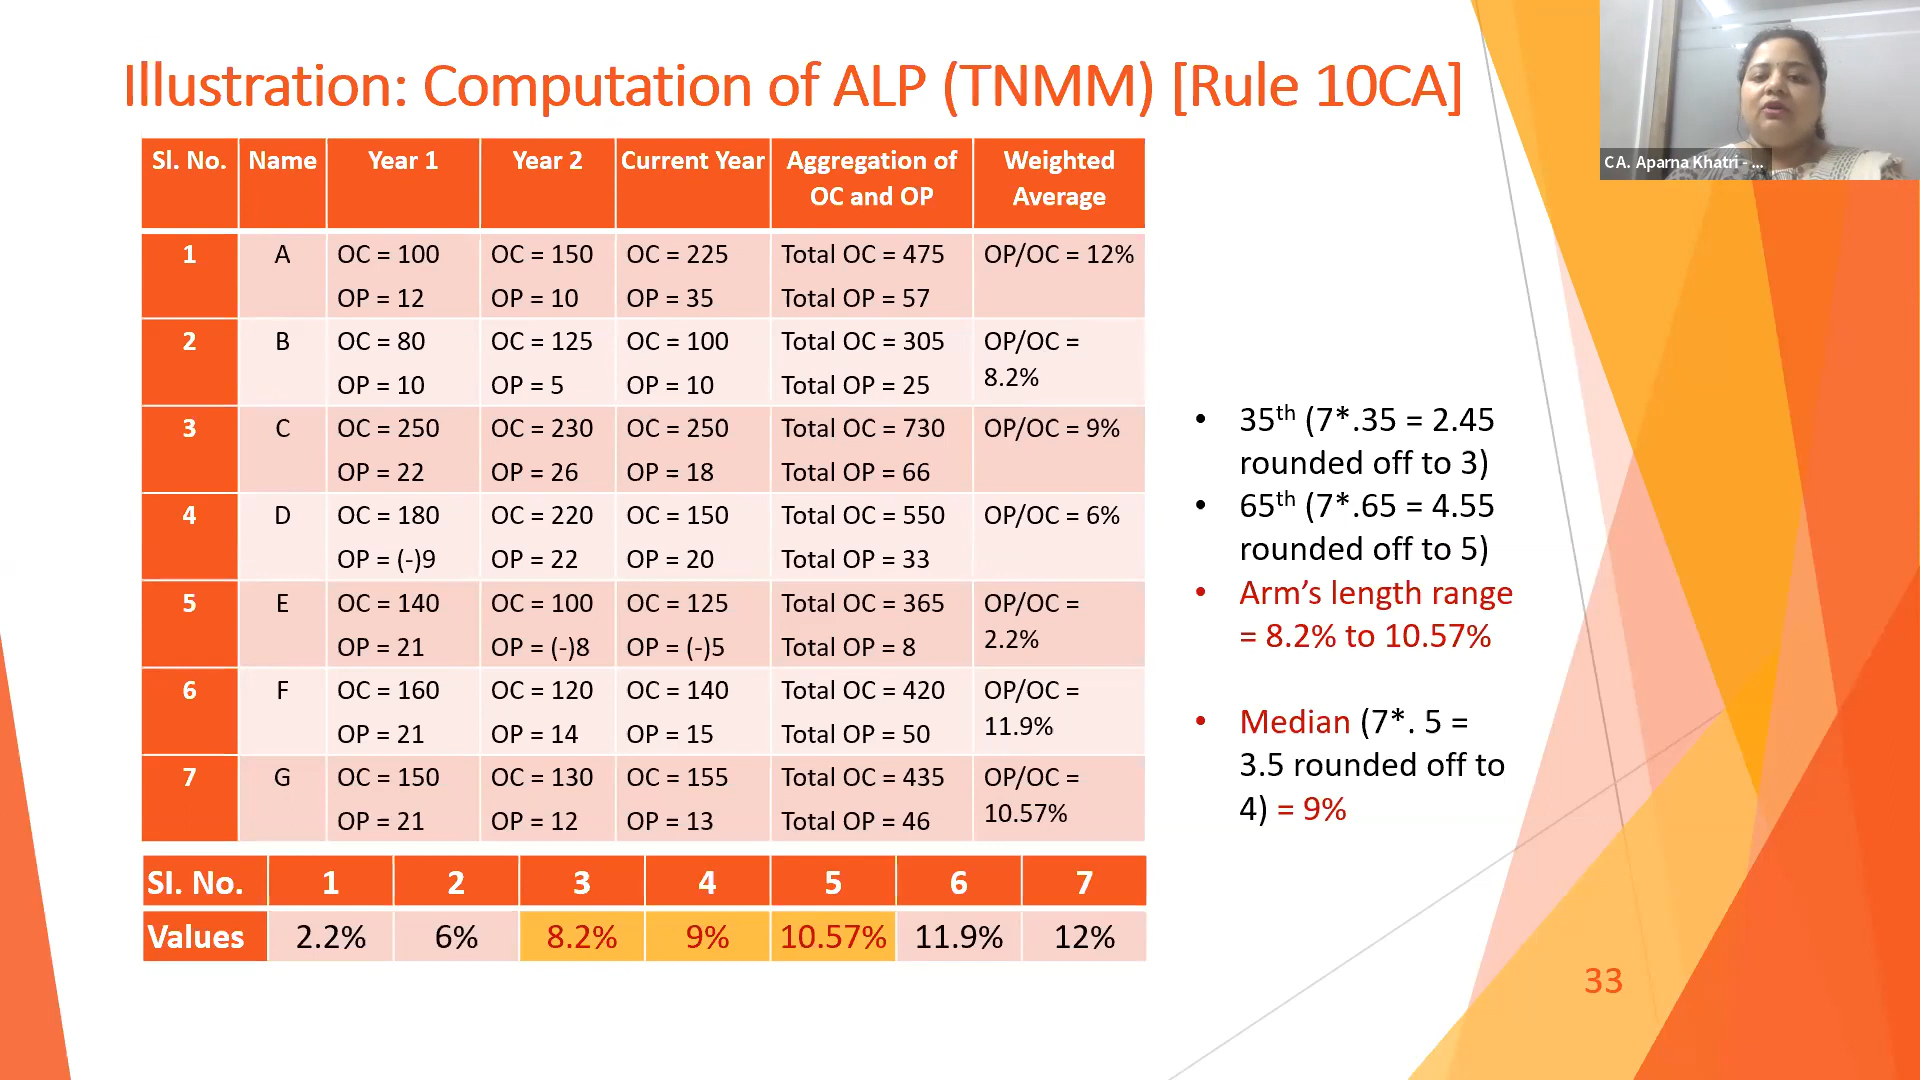 Illustration: Computation of ALP (TNMM) [Rule 10CA]
CA. Aparna Khatri - ...
Sl. No. Name Year 1 Year 2 Current Year Aggregation of Weighted
OC and OP Average
1 A OC = 100 OC = 150 OC = 225 Total OC = 475 OP/OC = 12%
OP = 12 OP = 10 OP = 35 Total OP = 57
2 B OC = 80 OC = 125 OC = 100 Total OC = 305 OP/OC =
OP = 10 OP = 5 OP = 10 Total OP = 25 8.2%
3 C OC = 250 OC = 230 OC = 250 Total OC = 730 OP/OC = 9%
OP = 22 OP = 26 OP = 18 Total OP = 66
4 D OC = 180 OC = 220 OC = 150 Total OC = 550 OP/OC = 6%
OP = (-)9 OP = 22 OP = 20 Total OP = 33
5 E OC = 140 OC = 100 OC = 125 Total OC = 365 OP/OC =
OP = 21 OP = (-)8 OP = (-)5 Total OP = 8 2.2%
6 F OC = 160 OC = 120 OC = 140 Total OC = 420 OP/OC =
OP = 21 OP = 14 OP = 15 Total OP = 50 11.9%
7 G OC = 150 OC = 130 OC = 155 Total OC = 435 OP/OC =
OP = 21 OP = 12 OP = 13 Total OP = 46 10.57%
Sl. No. 1 2 3 4 5 6 7
Values 2.2% 6% 8.2% 9% 10.57% 11.9% 12%
• 35th (7*.35 = 2.45
rounded off to 3)
• 65th (7*.65 = 4.55
rounded off to 5)
• Arm’s length range
= 8.2% to 10.57%
• Median (7*. 5 =
3.5 rounded off to
4) = 9%
33